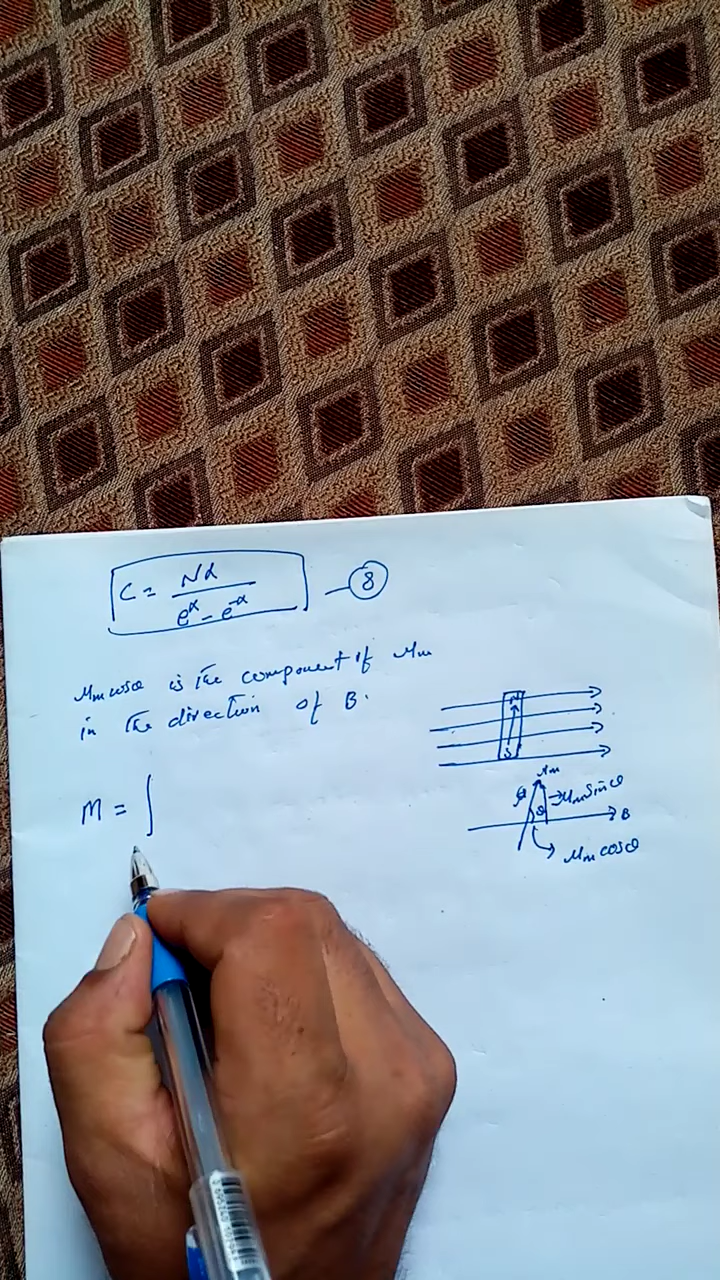 C = Nα / e^α - e^-α — 8
μm cosθ is the component of μm
in the direction of B.
N
S
M = ∫
μm
θ
→ μm sinθ
B
μm cosθ